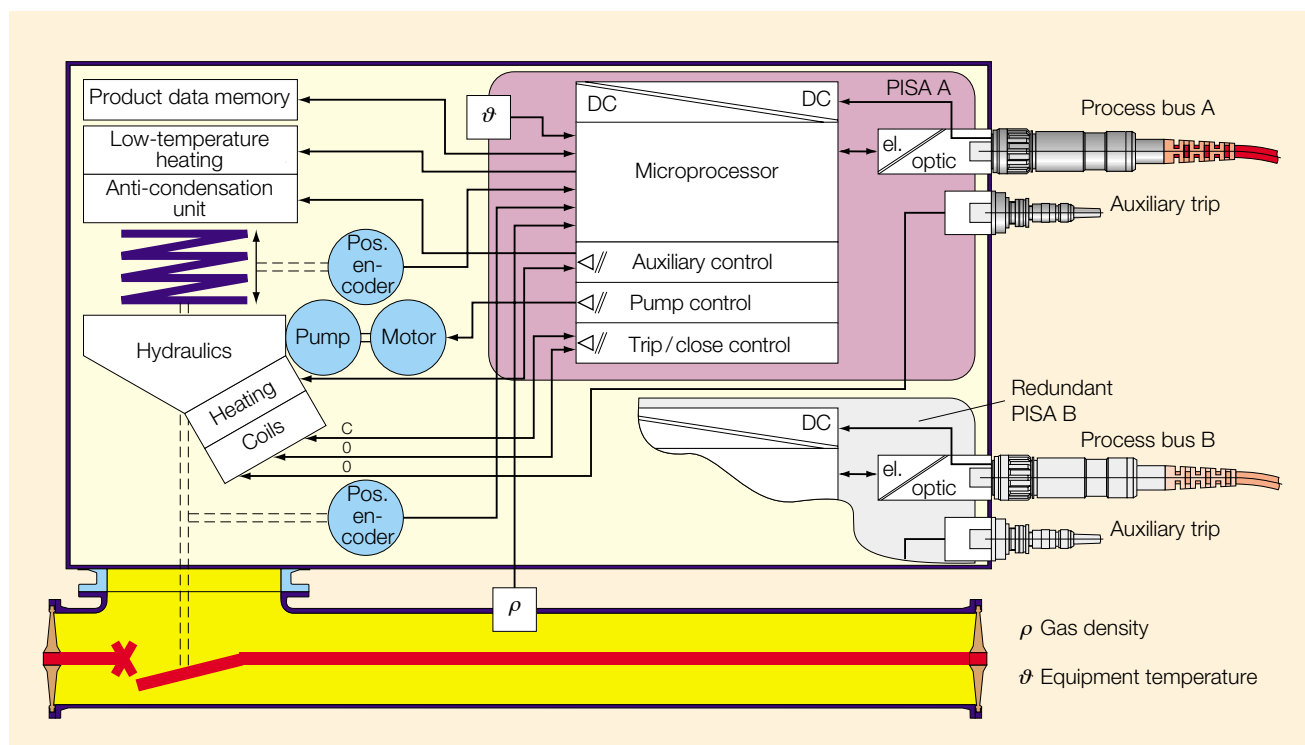 Product data memory
Low-temperature
heating
Anti-condensation
unit
ϑ
DC
DC
PISA A
Process bus A
el.
optic
Microprocessor
Auxiliary trip
Pos.
en-
coder
Auxiliary control
Pump control
Trip / close control
Hydraulics
Pump
Motor
Heating
Coils
C
0
0
Redundant
PISA B
DC
Process bus B
el.
optic
Pos.
en-
coder
Auxiliary trip
ρ
ρ Gas density
ϑ Equipment temperature